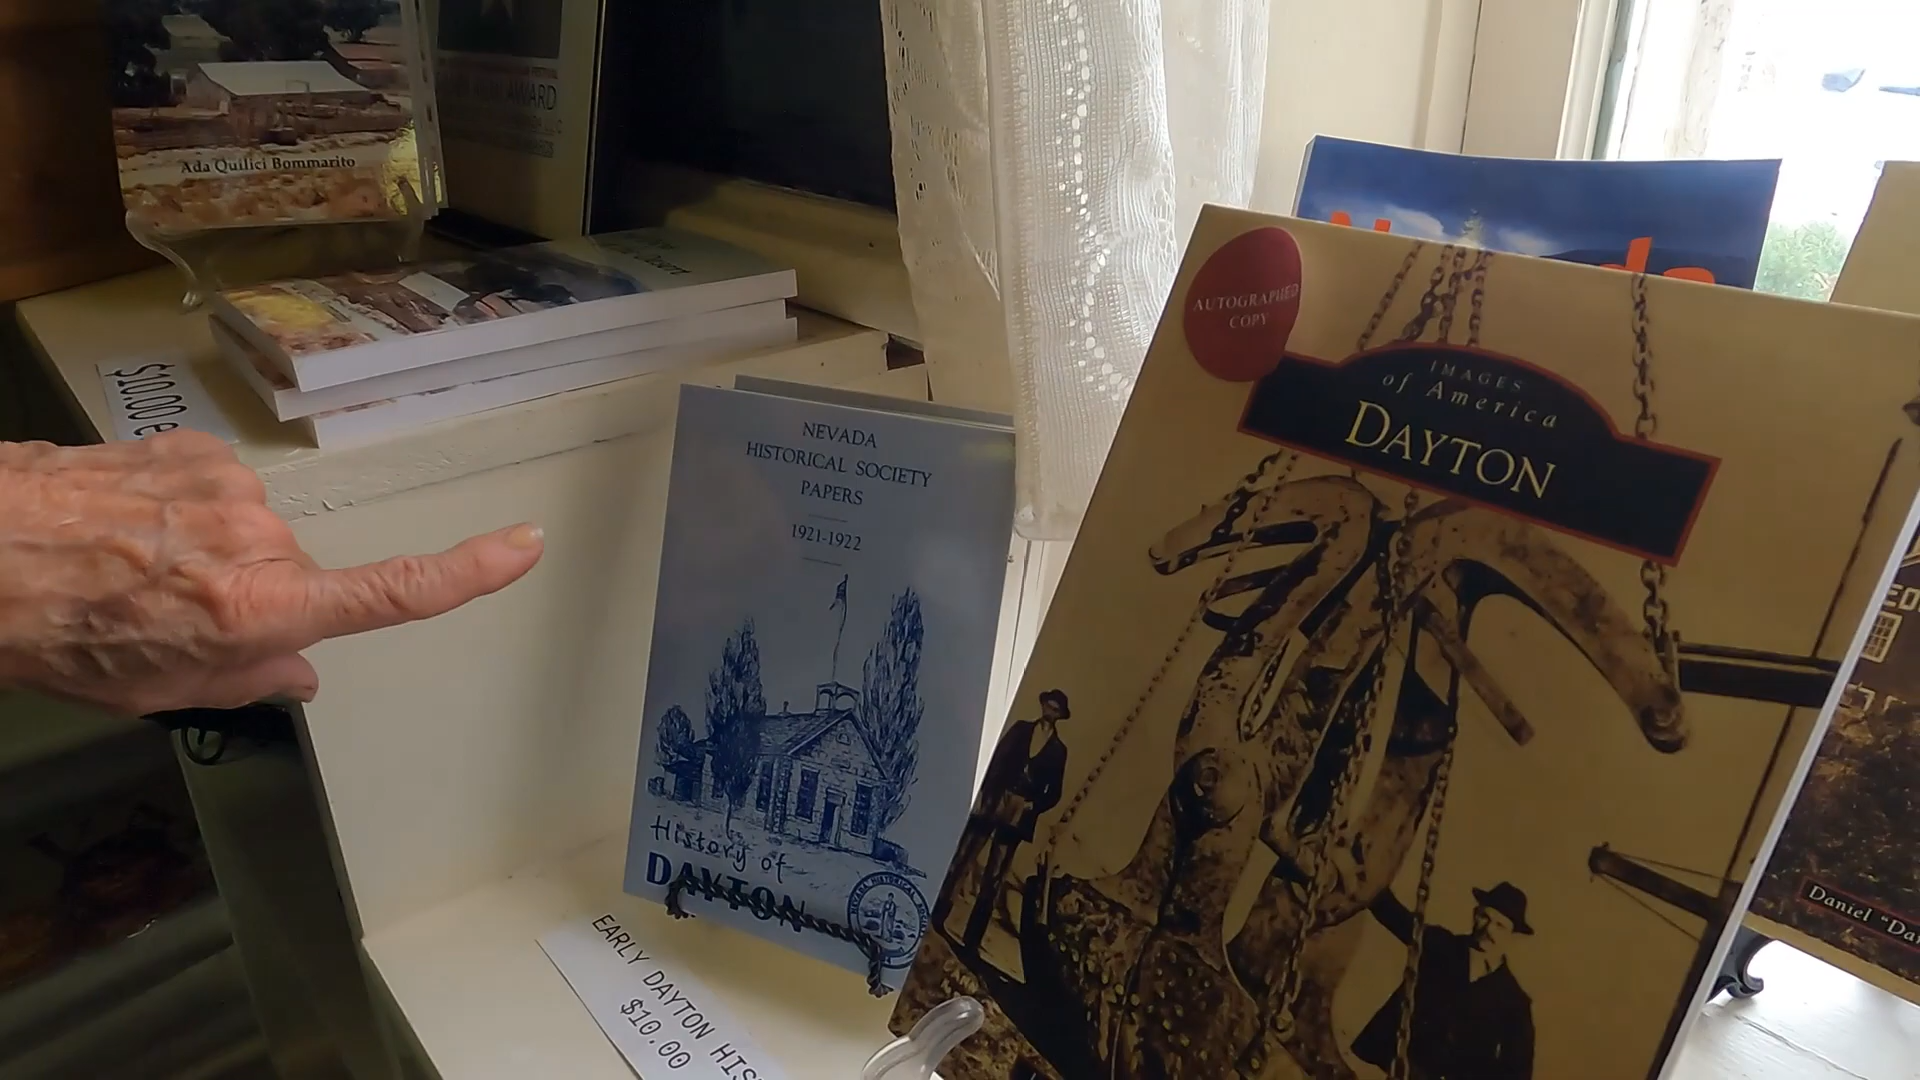 Ada Quilici Bommarito
AWARD
$10.00 e
NEVADA
HISTORICAL SOCIETY
PAPERS
1921-1922
History of
DAYTON
EARLY DAYTON HIS
$10.00
AUTOGRAPHED
COPY
IMAGES
of America
DAYTON
Daniel "Da